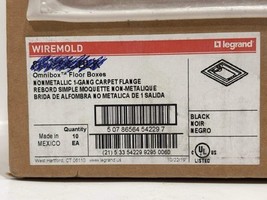 WIREMOLD
legrand
Omnibox™ Floor Boxes
NONMETALLIC 1-GANG CARPET FLANGE
REBORD SIMPLE MOQUETTE NON-METALIQUE
BRIDA DE ALFOMBRA NO METALICA DE 1 SALIDA
Made in
MEXICO
Quantity
10
EA
5 07 86564 54229 7
(21) 5 33 54229 9295 0060
BLACK
NOIR
NEGRO
UL
LISTED
West Hartford, CT 06110
www.legrand.us